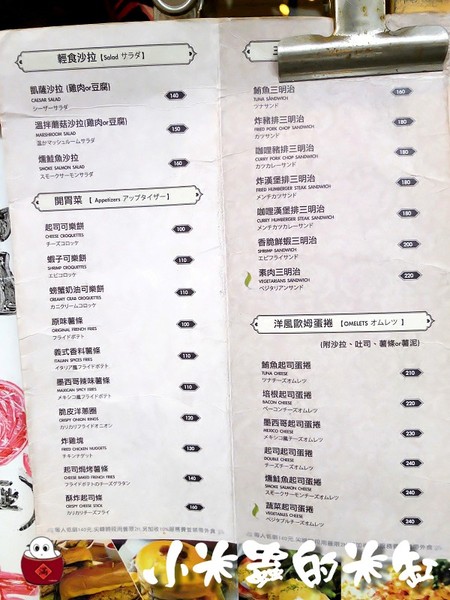 輕食沙拉【Salad サラダ】
凱薩沙拉 (雞肉or豆腐)
CAESAR SALAD
シーザーサラダ
140
溫拌蘑菇沙拉(雞肉or豆腐)
MARSHROOM SALAD
温かマッシュルームサラダ
150
燻鮭魚沙拉
SMOKE SALMON SALAD
スモークサーモンサラダ
160
開胃菜【 Appetizers アップタイザー】
起司可樂餅
CHEESE CROQUETTES
チーズコロッケ
100
蝦子可樂餅
SHRIMP CROQUETTES
エビコロッケ
110
螃蟹奶油可樂餅
CREAMY CRAB CROQUETTES
カニクリームコロッケ
110
原味薯條
ORIGINAL FRENCH FRIES
フライドポテト
100
義式香料薯條
ITALIAN SPICES FRIES
イタリア風フライドポテト
110
墨西哥辣味薯條
MAXICAN SPICY FRIES
メキシコ風フライドポテト
110
脆皮洋蔥圈
CRISPY ONION RINGS
カリカリフライドオニオン
120
炸雞塊
FRIED CHICKEN NUGGETS
チキンナゲット
120
起司焗烤薯條
CHEESE BAKED FRENCH FRIES
フライドポテトのチーズグラタン
140
酥炸起司條
CRISPY CHEESE STICK
カリカリチーズフライ
160
鮪魚三明治
TUNA SANDWICH
ツナサンド
160
炸豬排三明治
FRIED PORK CHOP SANDWICH
カツサンド
180
咖哩豬排三明治
CURRY PORK CHOP SANDWICH
カツカレーサンド
180
炸漢堡排三明治
FRIED HUMBERGER STEAK SANDWICH
メンチカツサンド
180
咖哩漢堡排三明治
CURRY HUMBERGER STEAK SANDWICH
メンチカツカレーサンド
180
香脆鮮蝦三明治
SHRIMP SANDWICH
エビフライサンド
200
素肉三明治
VEGETARIANS SANDWICH
ベジタリアンサンド
220
洋風歐姆蛋捲【OMELETS オムレツ 】
(附沙拉、吐司、薯條or薯泥)
鮪魚起司蛋捲
TUNA CHEESE
ツナチーズオムレツ
210
培根起司蛋捲
BACON CHEESE
ベーコンチーズオムレツ
220
墨西哥起司蛋捲
MEXICO CHEESE
メキシコ風チーズオムレツ
230
起司起司蛋捲
DOUBLE CHEESE
チーズチーズオムレツ
240
燻鮭魚起司蛋捲
SMOKE SALMON CHEESE
スモークサーモンチーズオムレツ
240
蔬菜起司蛋捲
VEGETABLES CHEESE
ベジタブルチーズオムレツ
240
小米蟲的米缸